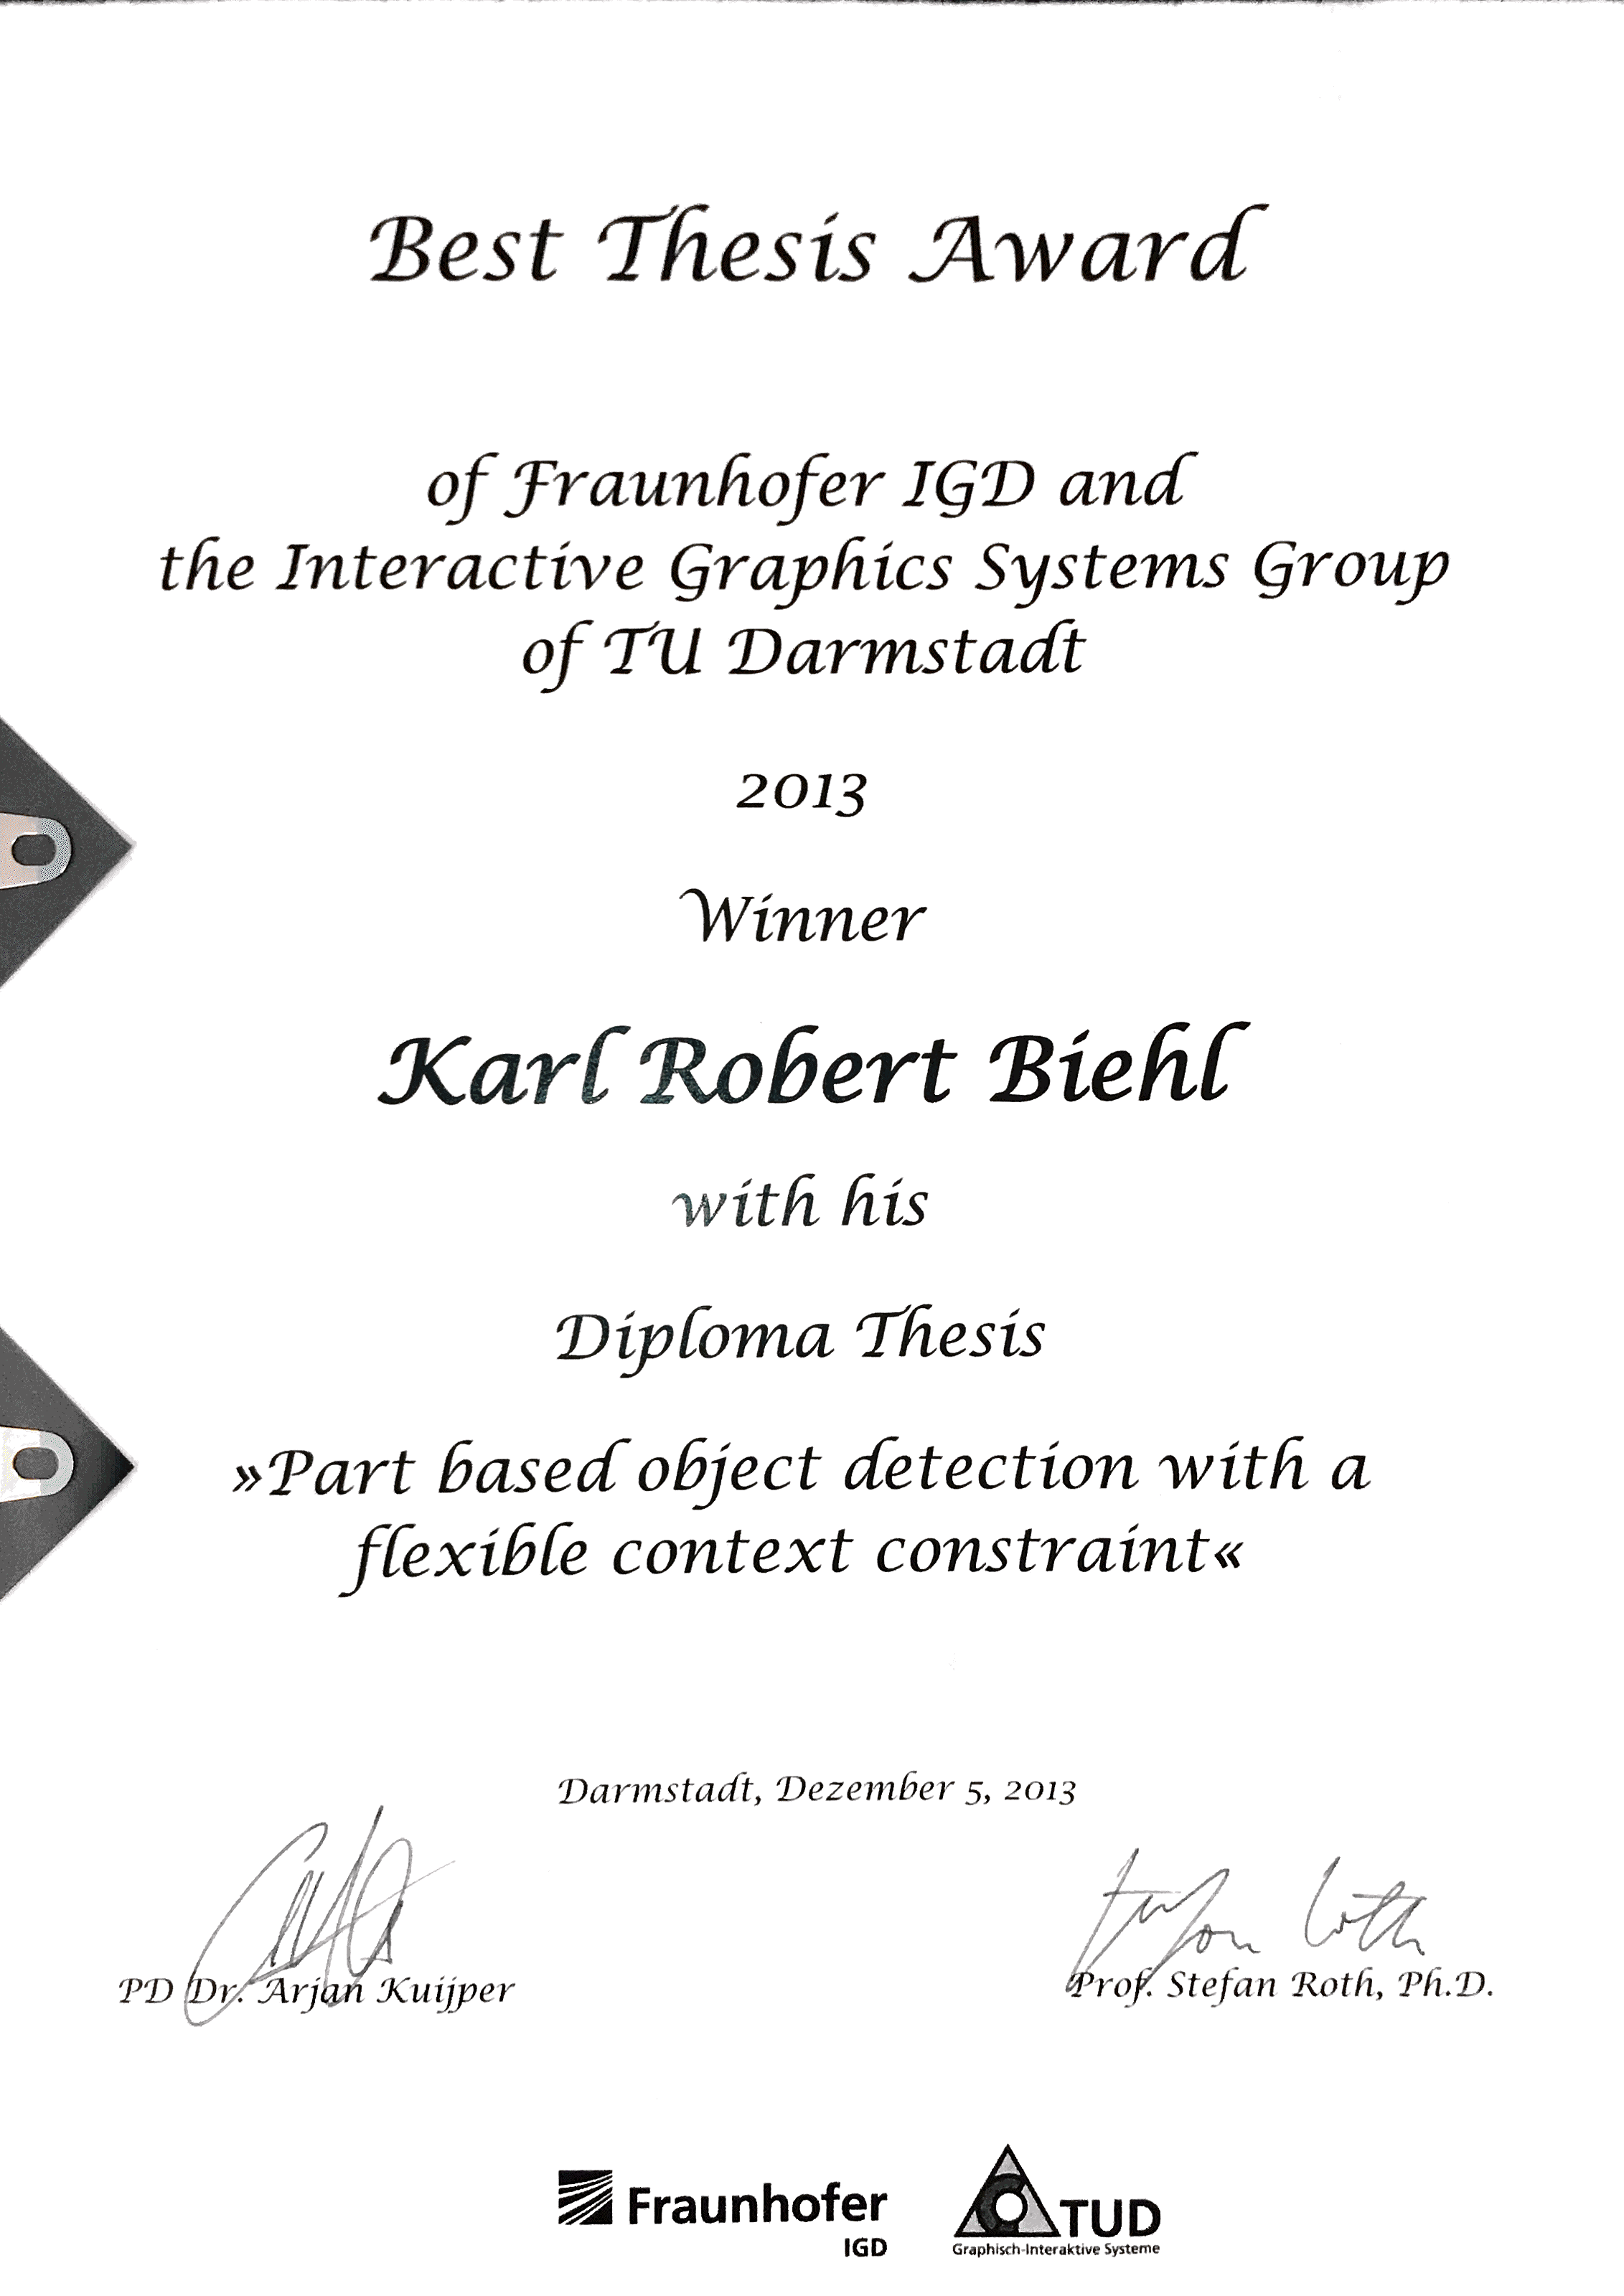 Best Thesis Award
of Fraunhofer IGD and
the Interactive Graphics Systems Group
of TU Darmstadt
2013
Winner
Karl Robert Biehl
with his
Diploma Thesis
»Part based object detection with a
flexible context constraint«
Darmstadt, Dezember 5, 2013
PD Dr. Arjan Kuijper
Prof. Stefan Roth, Ph.D.
Fraunhofer
IGD
TUD
Graphisch-Interaktive Systeme